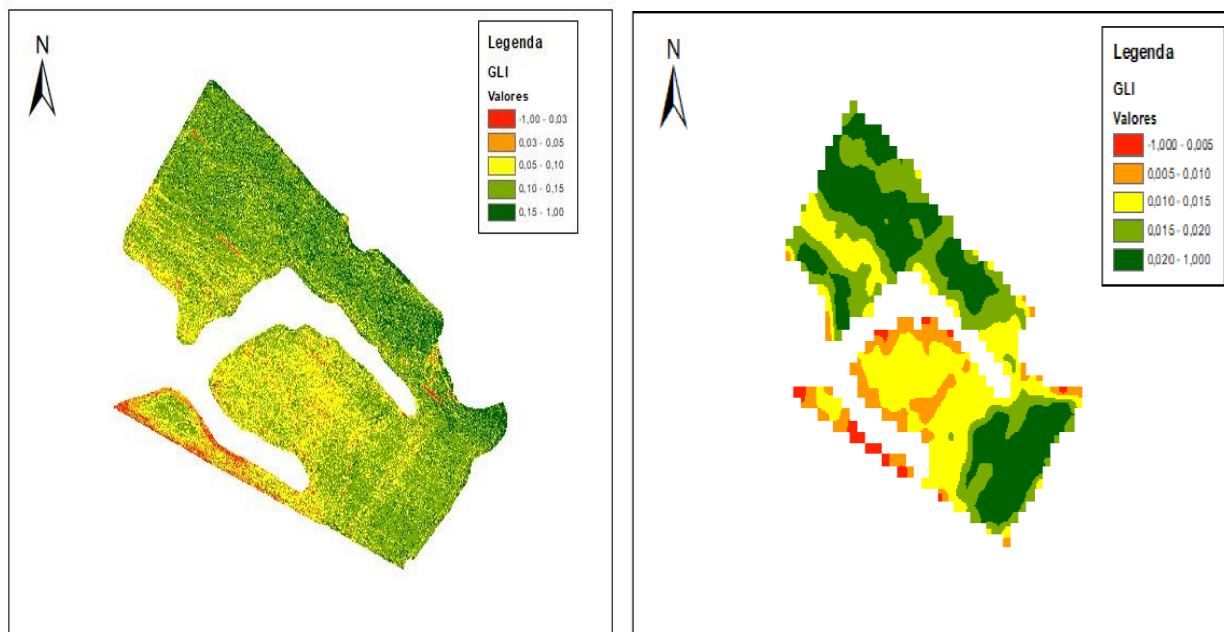 N
Legenda
GLI
Valores
-1,00 - 0,03
0,03 - 0,05
0,05 - 0,10
0,10 - 0,15
0,15 - 1,00
N
Legenda
GLI
Valores
-1,000 - 0,005
0,005 - 0,010
0,010 - 0,015
0,015 - 0,020
0,020 - 1,000